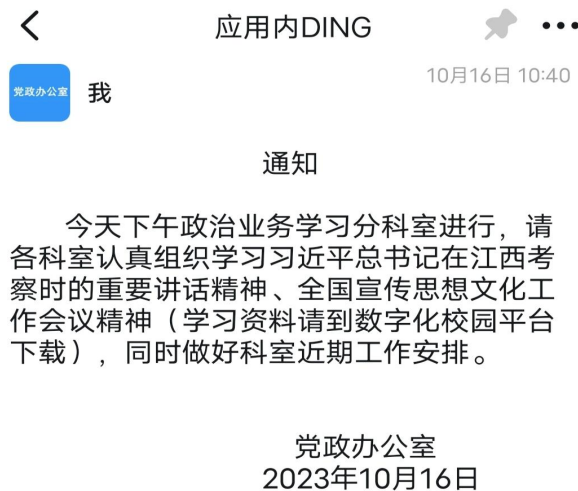 应用内DING
10月16日 10:40
党政办公室
我
通知
今天下午政治业务学习分科室进行，请
各科室认真组织学习习近平总书记在江西考
察时的重要讲话精神、全国宣传思想文化工
作会议精神（学习资料请到数字化校园平台
下载），同时做好科室近期工作安排。
党政办公室
2023年10月16日